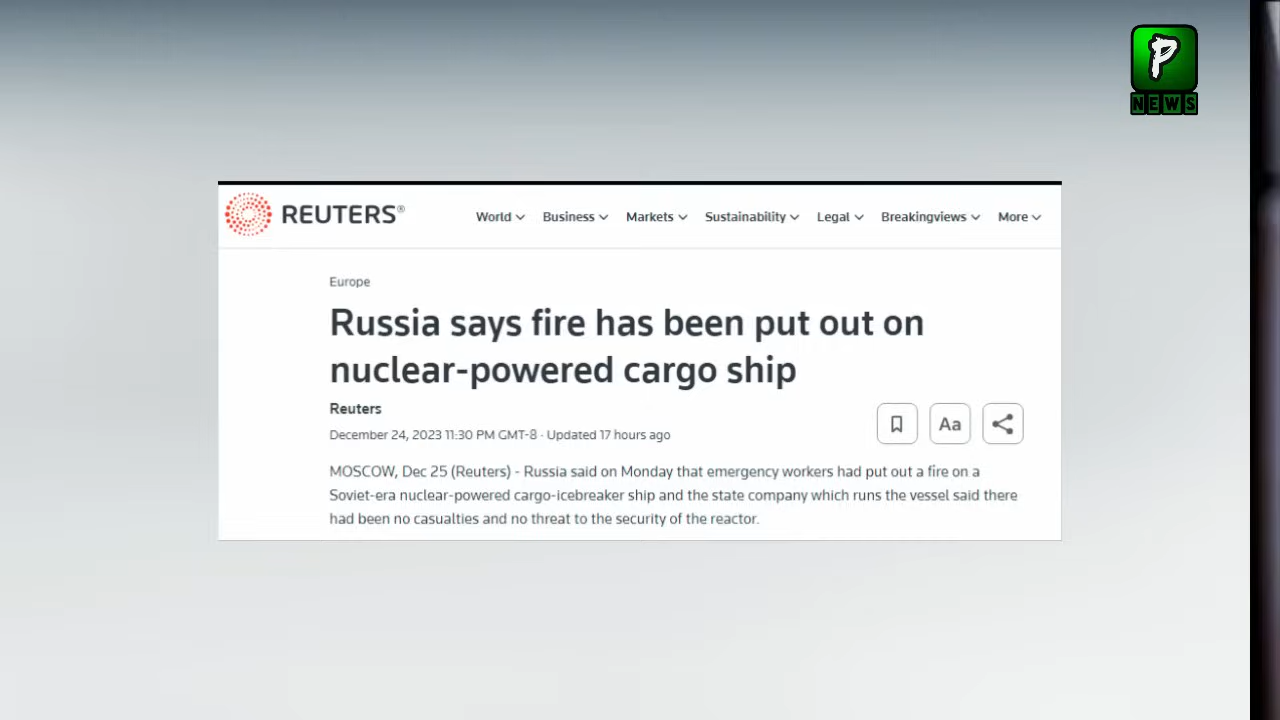 P
NEWS
REUTERS®
World Business Markets Sustainability Legal Breakingviews More
Europe
Russia says fire has been put out on
nuclear-powered cargo ship
Reuters
December 24, 2023 11:30 PM GMT-8 · Updated 17 hours ago
Aa
MOSCOW, Dec 25 (Reuters) - Russia said on Monday that emergency workers had put out a fire on a
Soviet-era nuclear-powered cargo-icebreaker ship and the state company which runs the vessel said there
had been no casualties and no threat to the security of the reactor.